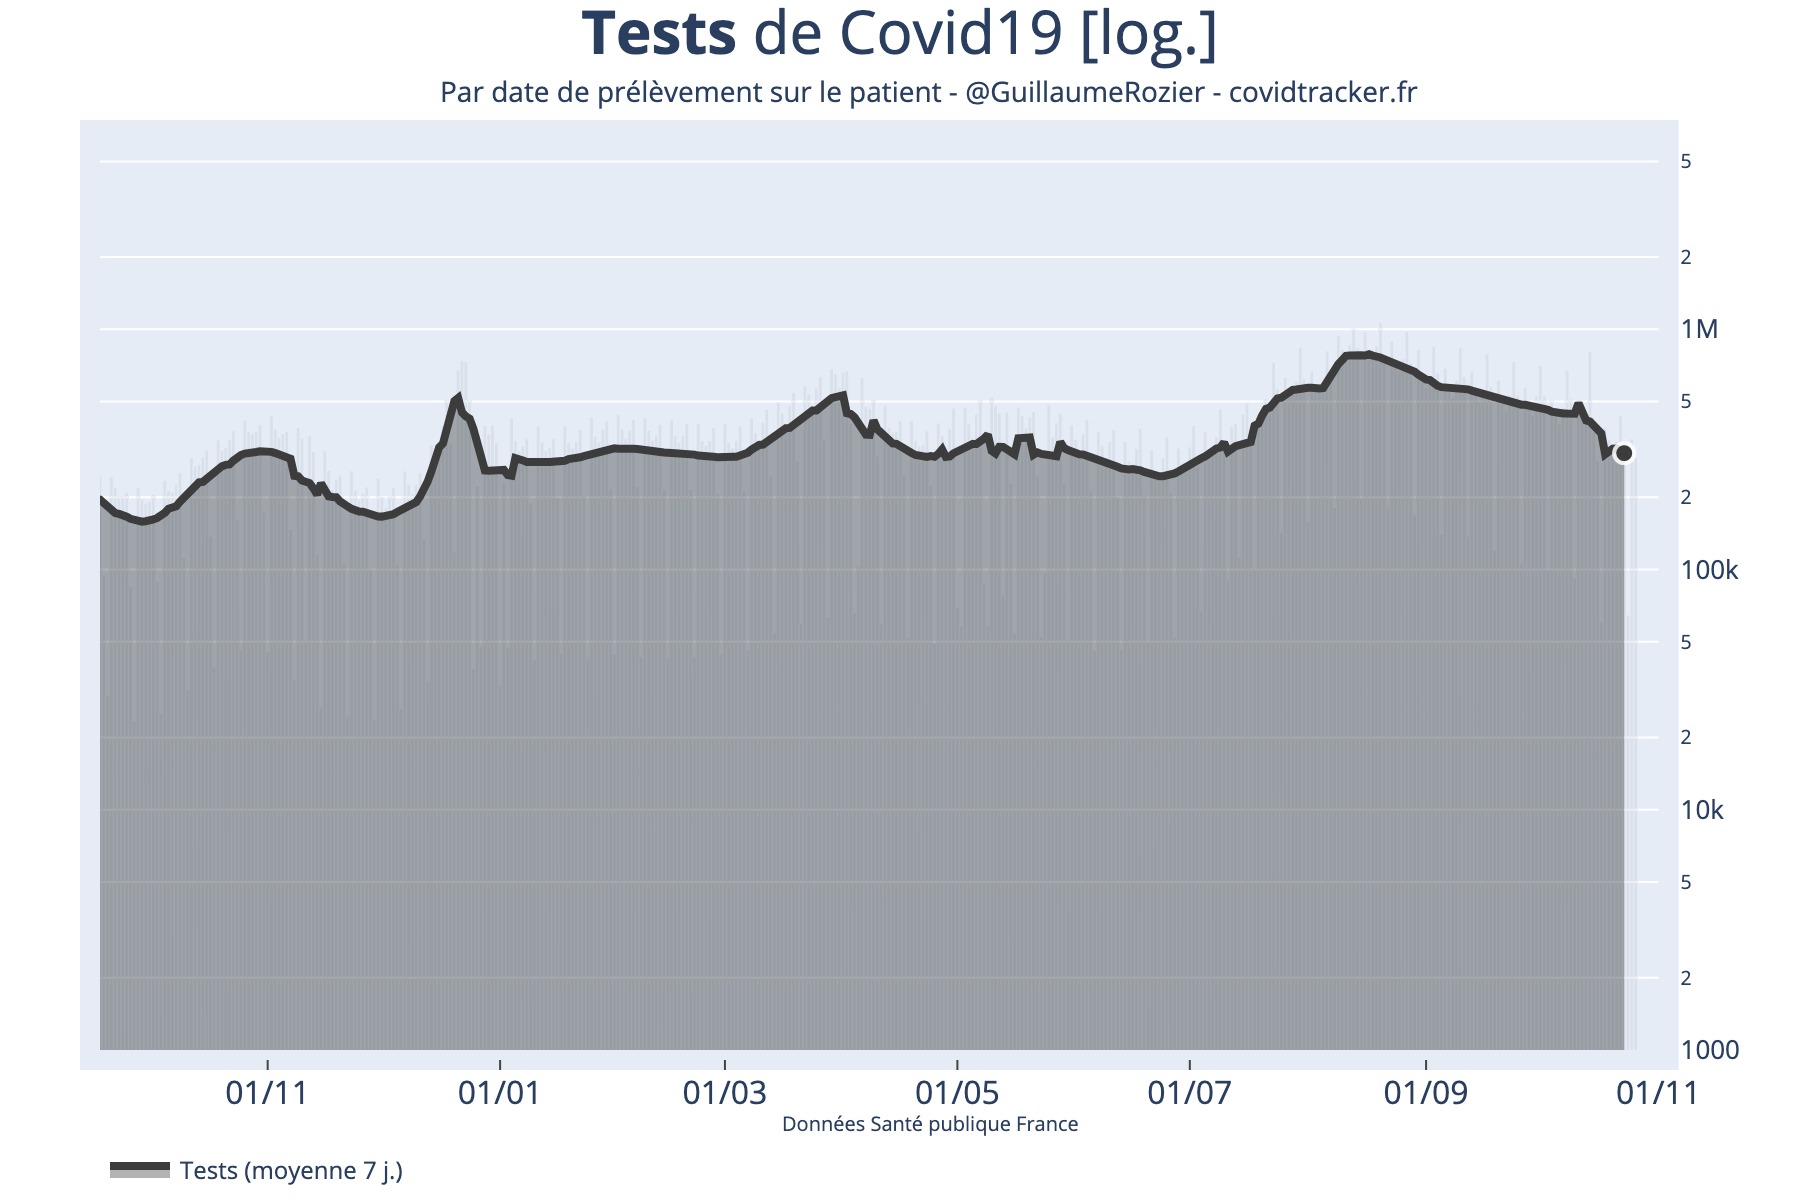 Tests de Covid19 [log.]
Par date de prélèvement sur le patient - @GuillaumeRozier - covidtracker.fr
5
2
1M
5
2
100k
5
2
10k
5
2
1000
01/11 01/01 01/03 01/05 01/07 01/09 01/11
Données Santé publique France
Tests (moyenne 7 j.)